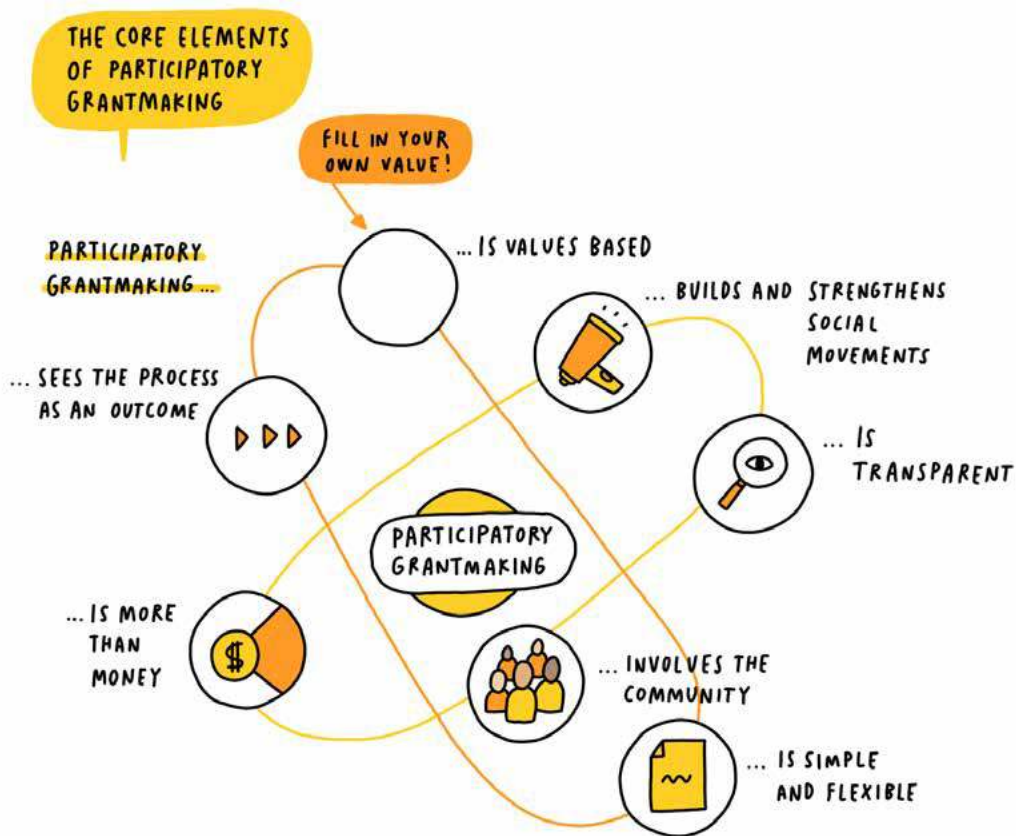 THE CORE ELEMENTS
OF PARTICIPATORY
GRANTMAKING
FILL IN YOUR
OWN VALUE!
PARTICIPATORY
GRANTMAKING ...
... IS VALUES BASED
... BUILDS AND STRENGTHENS
SOCIAL
MOVEMENTS
... SEES THE PROCESS
AS AN OUTCOME
... IS
TRANSPARENT
PARTICIPATORY
GRANTMAKING
... IS MORE
THAN
MONEY
$
... INVOLVES THE
COMMUNITY
... IS SIMPLE
AND FLEXIBLE